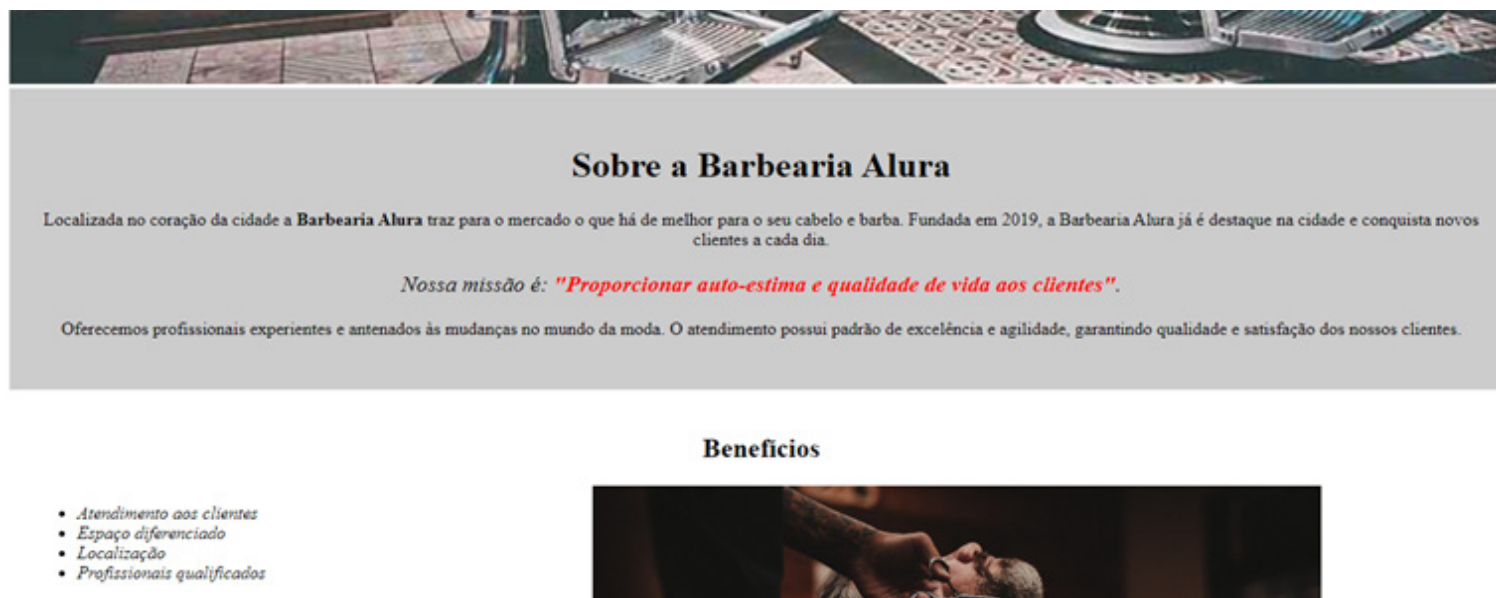 Sobre a Barbearia Alura
Localizada no coração da cidade a Barbearia Alura traz para o mercado o que há de melhor para o seu cabelo e barba. Fundada em 2019, a Barbearia Alura já é destaque na cidade e conquista novos
clientes a cada dia.
Nossa missão é: "Proporcionar auto-estima e qualidade de vida aos clientes".
Oferecemos profissionais experientes e antenados às mudanças no mundo da moda. O atendimento possui padrão de excelência e agilidade, garantindo qualidade e satisfação dos nossos clientes.
Benefícios
• Atendimento aos clientes
• Espaço diferenciado
• Localização
• Profissionais qualificados